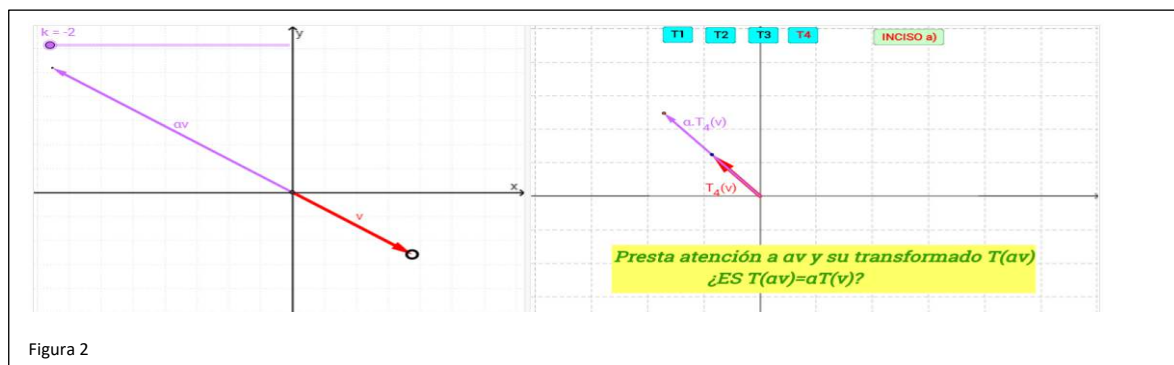 k = -2
y
αv
v
x
T1 T2 T3 T4 INCISO a)
α.T₄(v)
T₄(v)
Presta atención a αv y su transformado T(αv)
¿ES T(αv)=αT(v)?
Figura 2